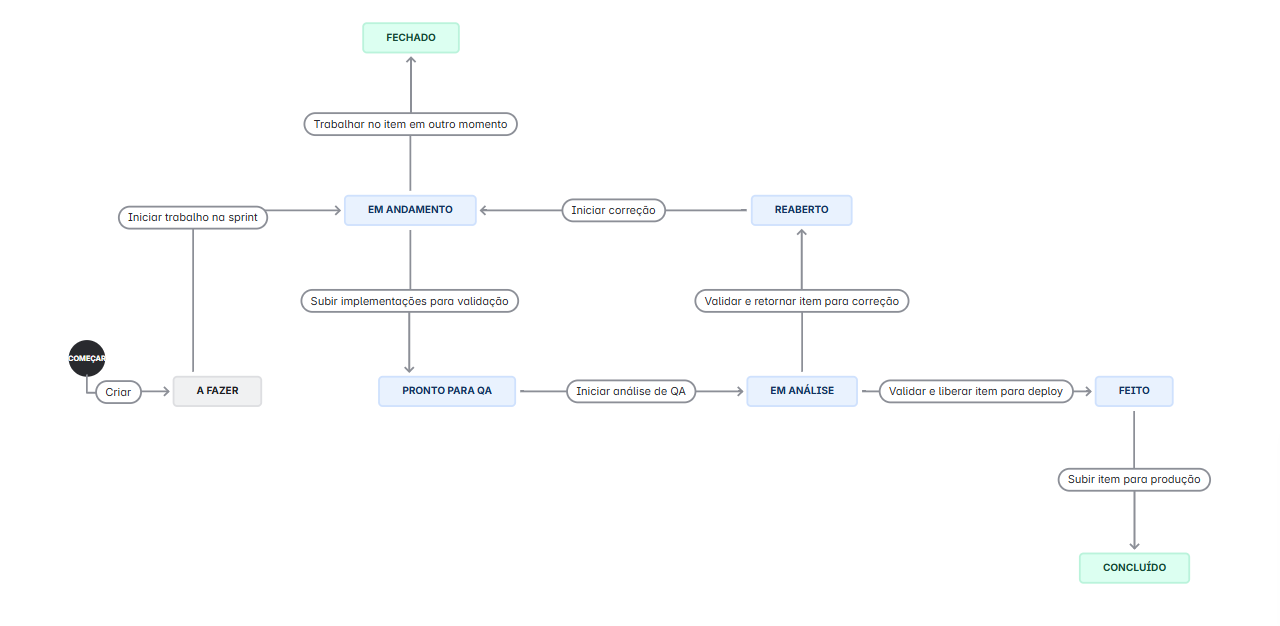 FECHADO
Trabalhar no item em outro momento
Iniciar trabalho na sprint
EM ANDAMENTO
Iniciar correção
REABERTO
Subir implementações para validação
Validar e retornar item para correção
COMEÇAR
Criar
A FAZER
PRONTO PARA QA
Iniciar análise de QA
EM ANÁLISE
Validar e liberar item para deploy
FEITO
Subir item para produção
CONCLUÍDO